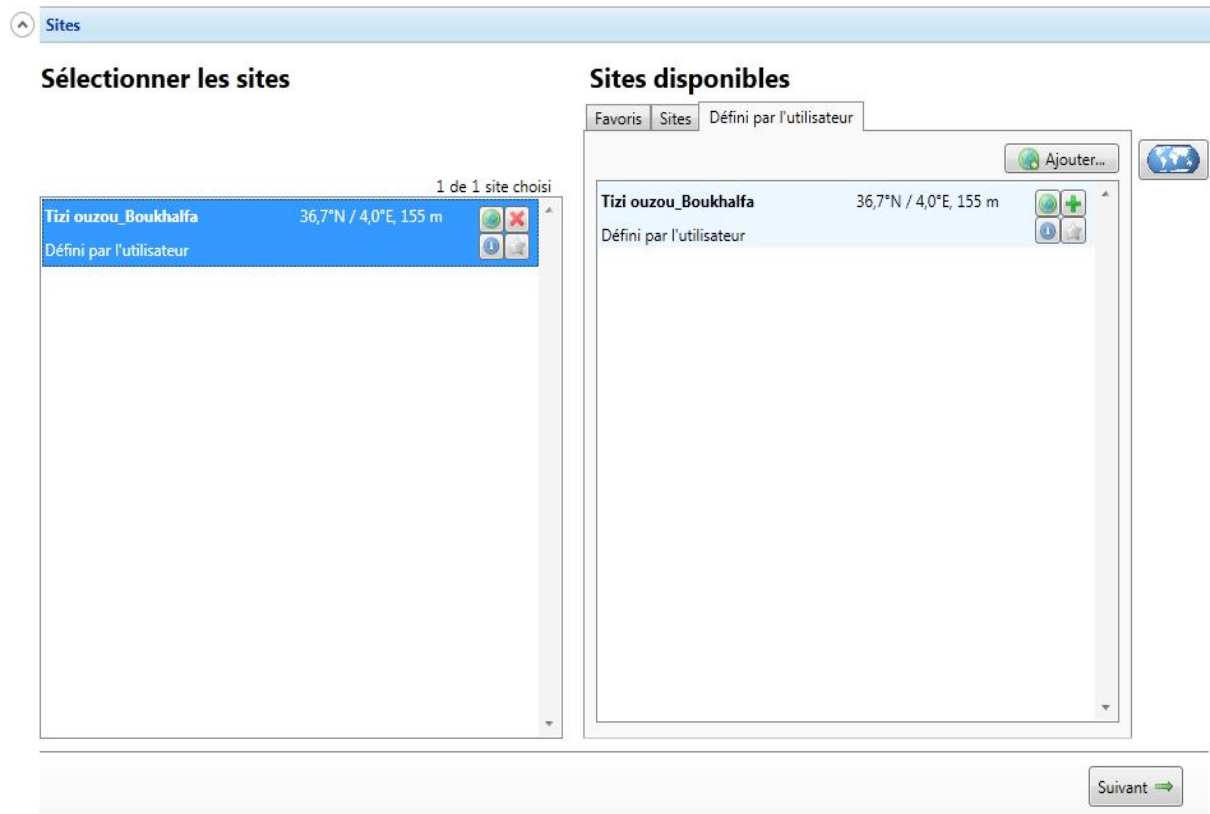 Sites
Sélectionner les sites
Sites disponibles
Favoris Sites Défini par l'utilisateur
Ajouter...
1 de 1 site choisi
Tizi ouzou_Boukhalfa 36,7°N / 4,0°E, 155 m
Défini par l'utilisateur
Tizi ouzou_Boukhalfa 36,7°N / 4,0°E, 155 m
Défini par l'utilisateur
Suivant